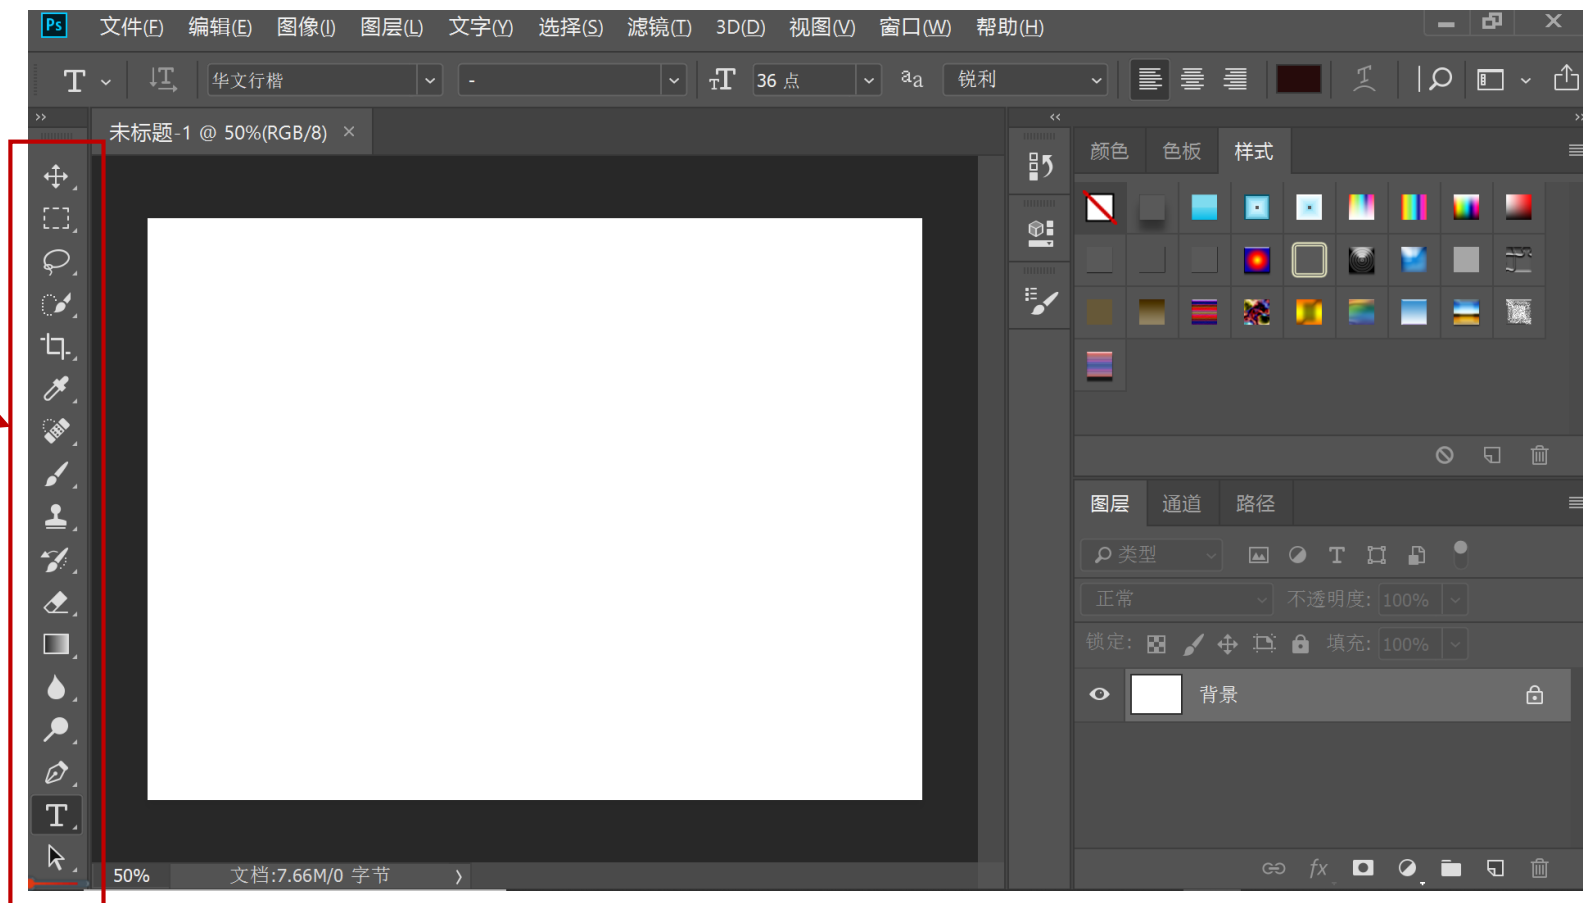 Ps 文件(F) 编辑(E) 图像(I) 图层(L) 文字(Y) 选择(S) 滤镜(T) 3D(D) 视图(V) 窗口(W) 帮助(H)
T 华文行楷 - 36 点 aa 锐利
未标题-1 @ 50%(RGB/8) ×
颜色 色板 样式
图层 通道 路径
类型
正常 不透明度: 100%
锁定: 填充: 100%
背景
fx
50% 文档:7.66M/0 字节